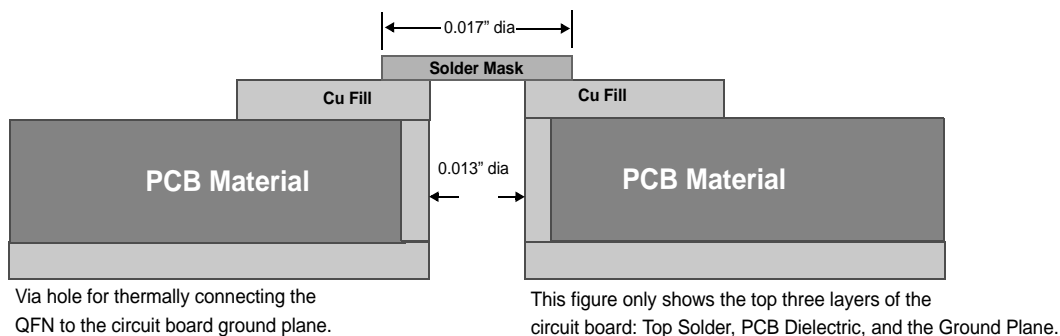 0.017” dia
Solder Mask
Cu Fill
Cu Fill
0.013” dia
PCB Material
PCB Material
Via hole for thermally connecting the
QFN to the circuit board ground plane.
This figure only shows the top three layers of the
circuit board: Top Solder, PCB Dielectric, and the Ground Plane.